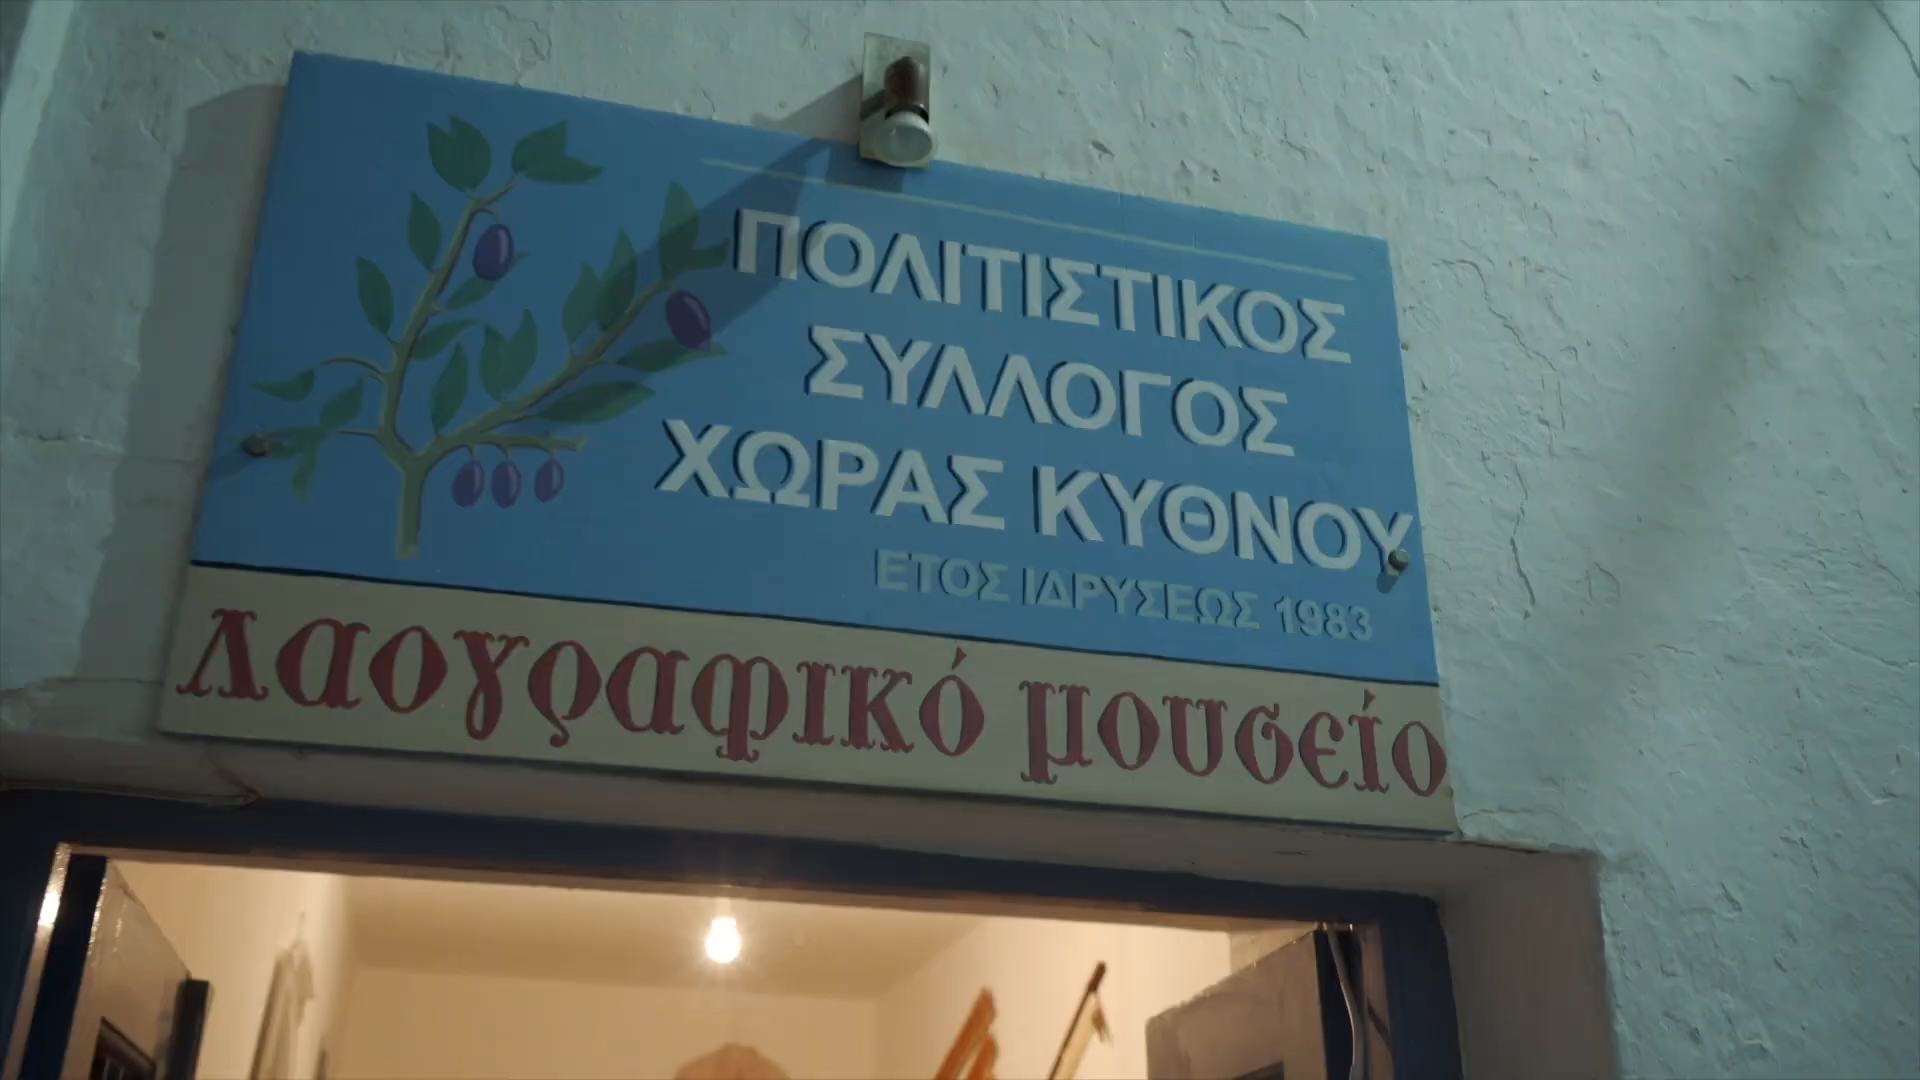 ΠΟΛΙΤΙΣΤΙΚΟΣ
ΣΥΛΛΟΓΟΣ
ΧΩΡΑΣ ΚΥΘΝΟΥ
ΕΤΟΣ ΙΔΡΥΣΕΩΣ 1983
Λαογραφικό μουσείο